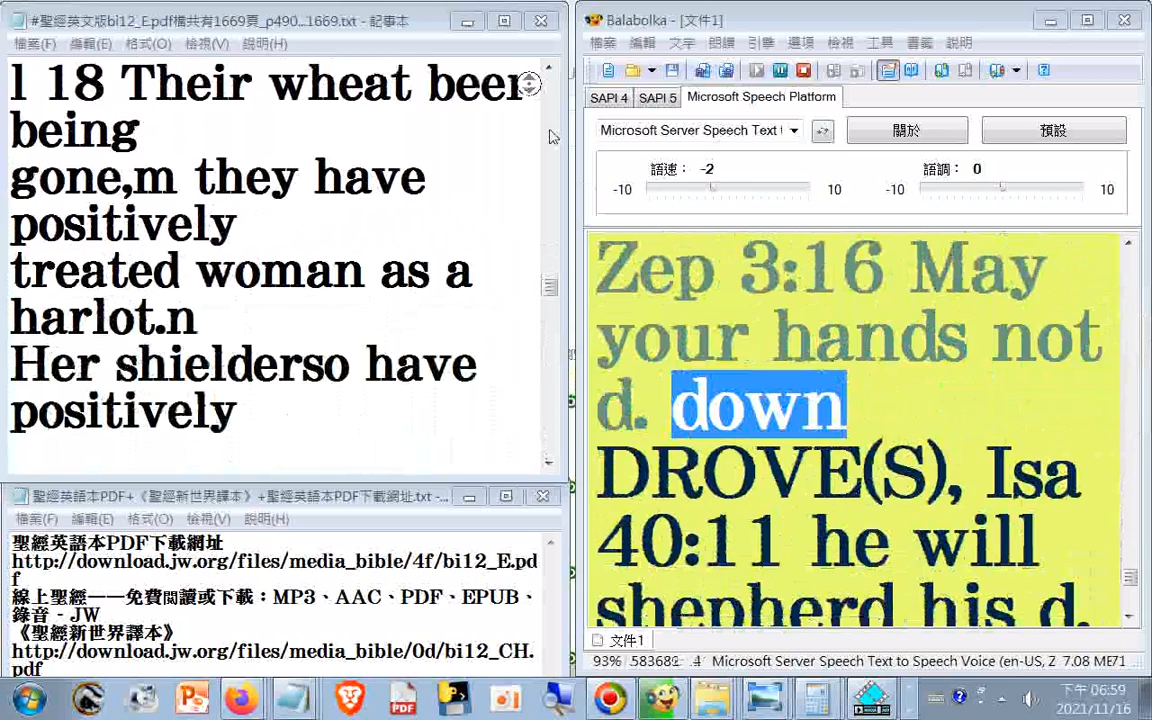 #聖經英文版bi12_E.pdf檔共有1669頁_p490...1669.txt - 記事本
檔案(F) 編輯(E) 格式(O) 檢視(V) 說明(H)
l 18 Their wheat beer
being
gone,m they have
positively
treated woman as a
harlot.n
Her shielderso have
positively
聖經英語本PDF+《聖經新世界譯本》+聖經英語本PDF下載網址.txt -...
檔案(F) 編輯(E) 格式(O) 檢視(V) 說明(H)
聖經英語本PDF下載網址
http://download.jw.org/files/media_bible/4f/bi12_E.pd
f
線上聖經——免費閱讀或下載：MP3、AAC、PDF、EPUB、
錄音 - JW
《聖經新世界譯本》
http://download.jw.org/files/media_bible/0d/bi12_CH.
pdf
Balabolka - [文件1]
檔案 編輯 文字 朗讀 引擎 選項 檢視 工具 書籤 說明
SAPI 4 SAPI 5 Microsoft Speech Platform
Microsoft Server Speech Text 關於 預設
語速： -2 語調： 0
-10 10 -10 10
Zep 3:16 May
your hands not
d. down
DROVE(S), Isa
40:11 he will
shepherd his d.
文件1
93% Microsoft Server Speech Text to Speech Voice (en-US, Z 7.08 ME
PDF
下午 06:59
2021/11/16